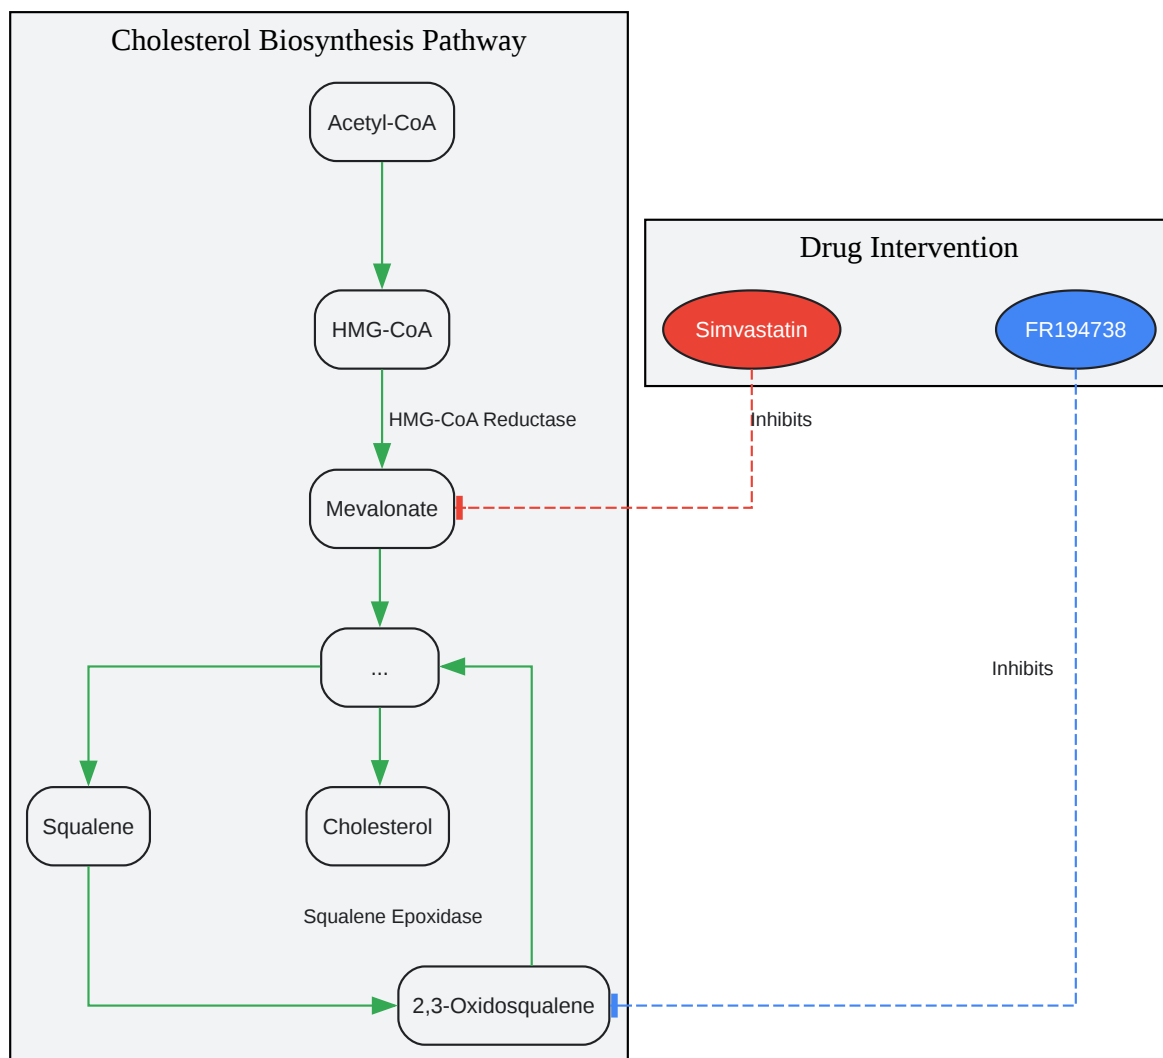 Cholesterol Biosynthesis Pathway
Acetyl-CoA
Drug Intervention
HMG-CoA
Simvastatin
FR194738
HMG-CoA Reductase
Inhibits
Mevalonate
...
Inhibits
Squalene
Cholesterol
Squalene Epoxidase
2,3-Oxidosqualene